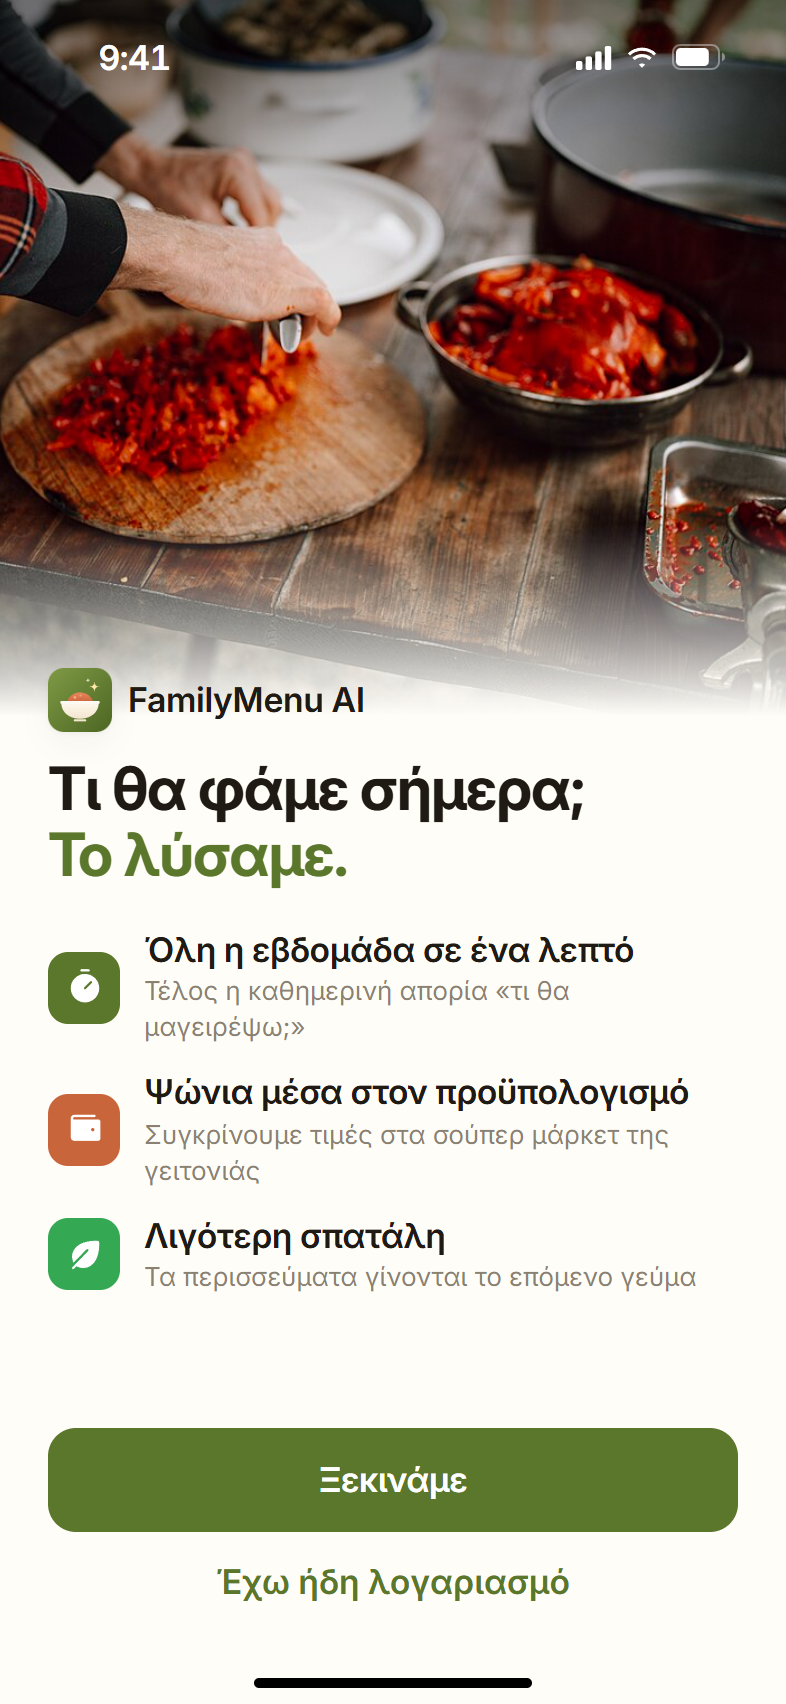 9:41
FamilyMenu AI
Τι θα φάμε σήμερα;
Το λύσαμε.
Όλη η εβδομάδα σε ένα λεπτό
Τέλος η καθημερινή απορία «τι θα
μαγειρέψω;»
Ψώνια μέσα στον προϋπολογισμό
Συγκρίνουμε τιμές στα σούπερ μάρκετ της
γειτονιάς
Λιγότερη σπατάλη
Τα περισσεύματα γίνονται το επόμενο γεύμα
Ξεκινάμε
Έχω ήδη λογαριασμό